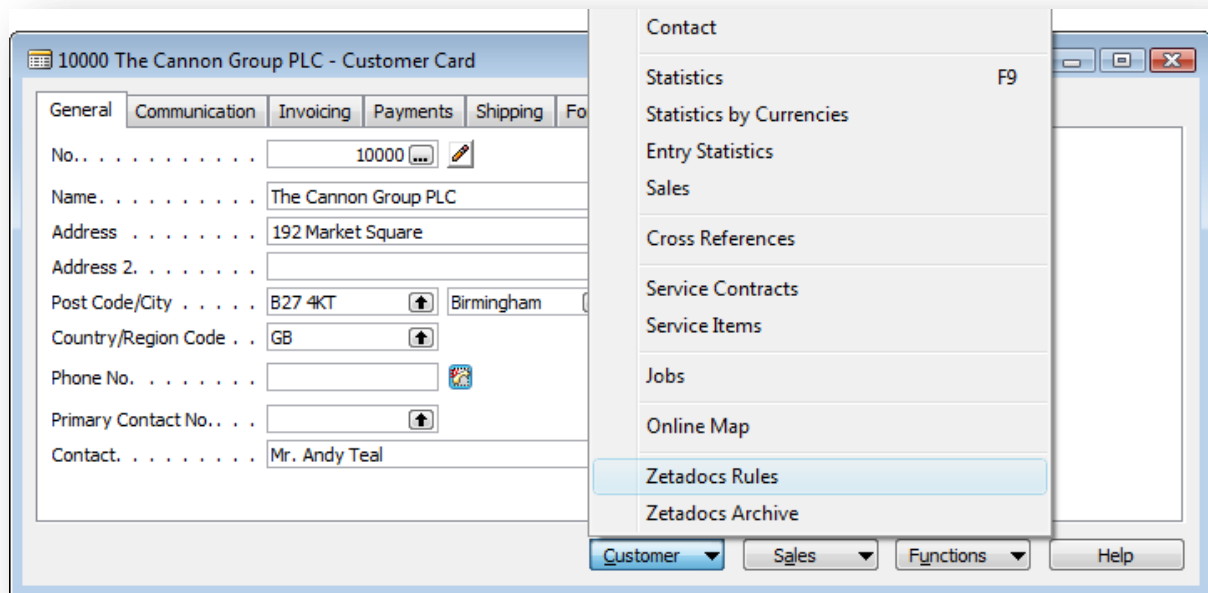 10000 The Cannon Group PLC - Customer Card
General Communication Invoicing Payments Shipping Fo
No.. . . . . . . . . . . 10000 ...
Name. . . . . . . . . . The Cannon Group PLC
Address . . . . . . . . 192 Market Square
Address 2. . . . . . . .
Post Code/City . . . . . B27 4KT Birmingham
Country/Region Code . . GB
Phone No. . . . . . . .
Primary Contact No.. . .
Contact. . . . . . . . . Mr. Andy Teal
Contact
Statistics F9
Statistics by Currencies
Entry Statistics
Sales
Cross References
Service Contracts
Service Items
Jobs
Online Map
Zetadocs Rules
Zetadocs Archive
Customer Sales Functions Help